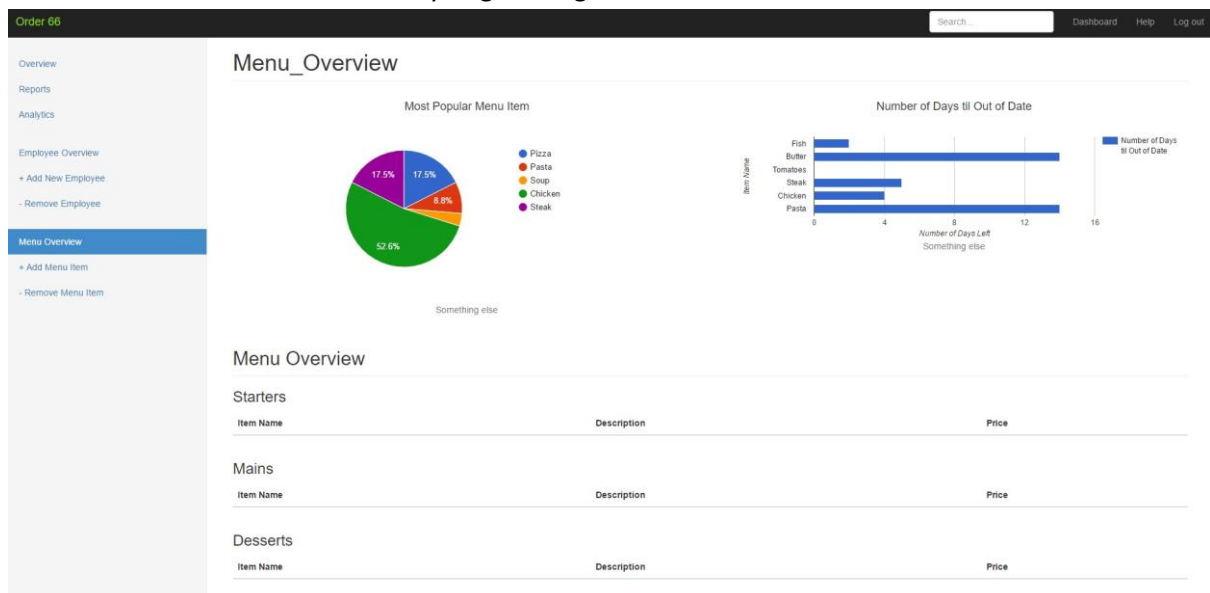 Order 66
Search...
Dashboard Help Log out
Overview
Reports
Analytics
Employee Overview
+ Add New Employee
- Remove Employee
Menu Overview
+ Add Menu Item
- Remove Menu Item
Menu_Overview
Most Popular Menu Item
17.5% 17.5%
8.8%
52.6%
Pizza
Pasta
Soup
Chicken
Steak
Something else
Number of Days til Out of Date
Item Name
Fish
Butter
Tomatoes
Steak
Chicken
Pasta
0 4 8 12 16
Number of Days Left
Something else
Number of Days
til Out of Date
Menu Overview
Starters
Item Name Description Price
Mains
Item Name Description Price
Desserts
Item Name Description Price